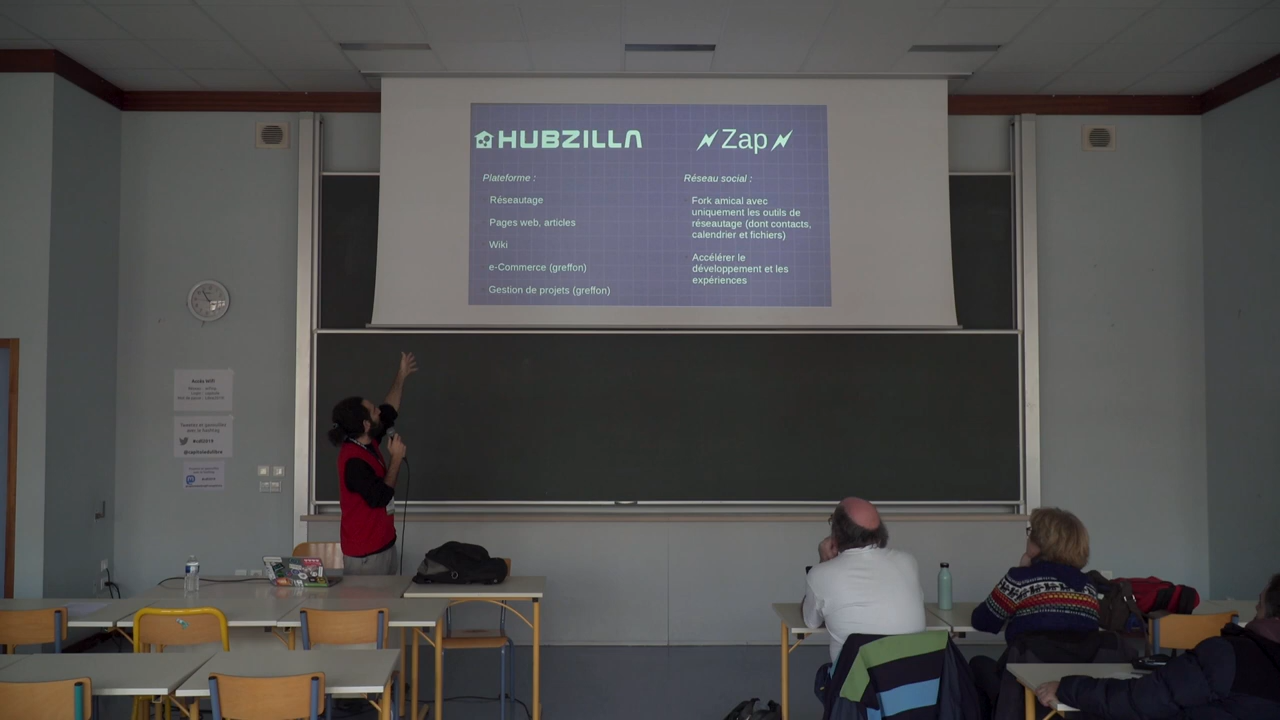 HUBZILLA
Plateforme :
Réseautage
Pages web, articles
Wiki
e-Commerce (greffon)
Gestion de projets (greffon)
Zap
Réseau social :
Fork amical avec
uniquement les outils de
réseautage (dont contacts,
calendrier et fichiers)
Accélérer le
développement et les
expériences